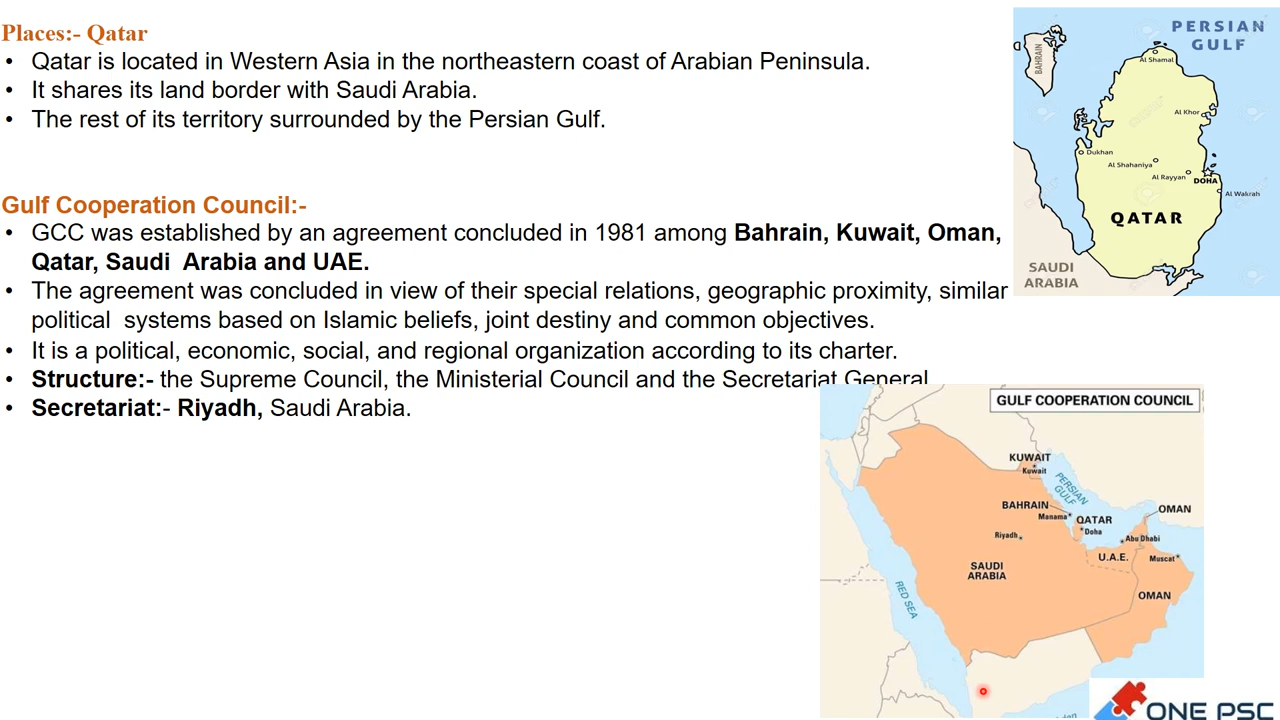 Places:- Qatar
• Qatar is located in Western Asia in the northeastern coast of Arabian Peninsula.
• It shares its land border with Saudi Arabia.
• The rest of its territory surrounded by the Persian Gulf.
Gulf Cooperation Council:-
• GCC was established by an agreement concluded in 1981 among Bahrain, Kuwait, Oman,
Qatar, Saudi Arabia and UAE.
• The agreement was concluded in view of their special relations, geographic proximity, similar
political systems based on Islamic beliefs, joint destiny and common objectives.
• It is a political, economic, social, and regional organization according to its charter.
• Structure:- the Supreme Council, the Ministerial Council and the Secretariat General
• Secretariat:- Riyadh, Saudi Arabia.
PERSIAN
GULF
BAHRAIN
Al Shamal
Al Khor
Dukhan
Al Shahaniya
Al Rayyan
DOHA
Al Wakrah
QATAR
SAUDI
ARABIA
GULF COOPERATION COUNCIL
KUWAIT
Kuwait
PERSIAN
GULF
BAHRAIN
Manama
QATAR
Doha
OMAN
Riyadh
Abu Dhabi
U.A.E.
Muscat
SAUDI
ARABIA
OMAN
RED SEA
ONE PSC